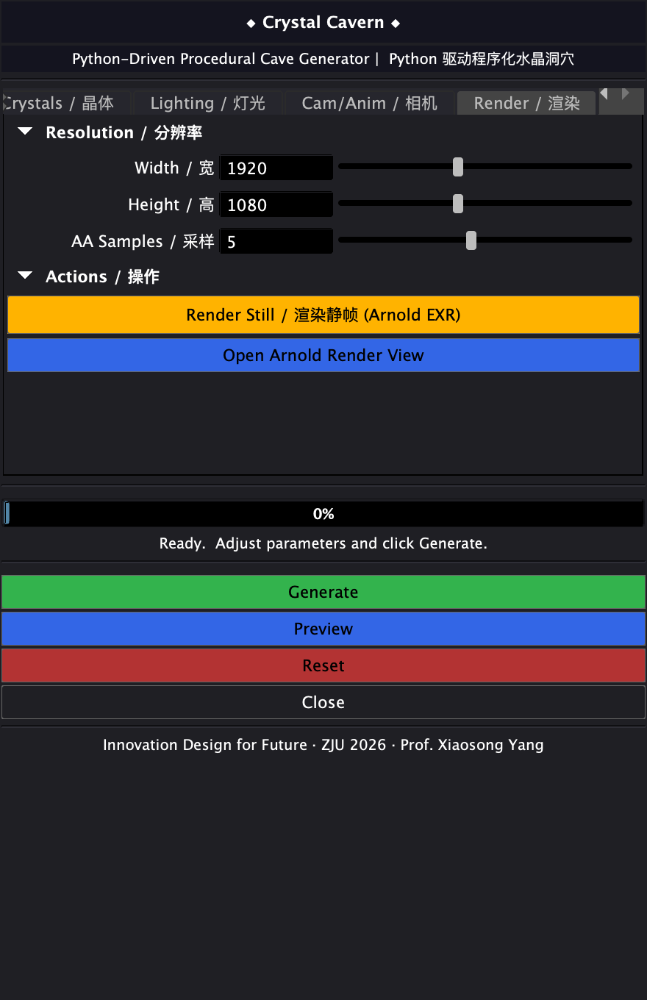 ◆ Crystal Cavern ◆
Python-Driven Procedural Cave Generator | Python 驱动程序化水晶洞穴
Crystals / 晶体 Lighting / 灯光 Cam/Anim / 相机 Render / 渲染
Resolution / 分辨率
Width / 宽 1920
Height / 高 1080
AA Samples / 采样 5
Actions / 操作
Render Still / 渲染静帧 (Arnold EXR)
Open Arnold Render View
0%
Ready. Adjust parameters and click Generate.
Generate
Preview
Reset
Close
Innovation Design for Future · ZJU 2026 · Prof. Xiaosong Yang